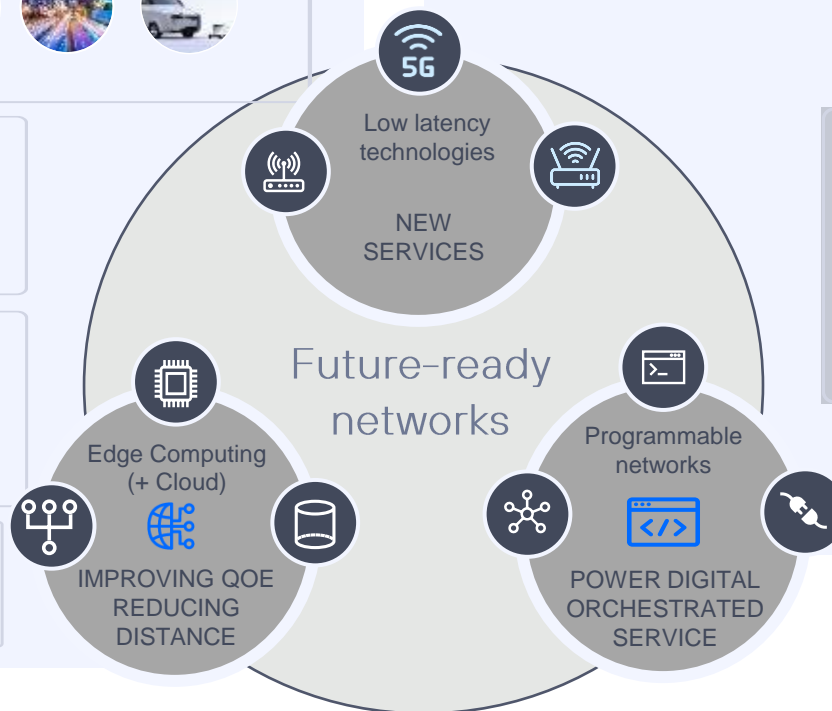 5G
Low latency
technologies
NEW
SERVICES
Future-ready
networks
Edge Computing
(+ Cloud)
IMPROVING QOE
REDUCING
DISTANCE
Programmable
networks
POWER DIGITAL
ORCHESTRATED
SERVICE